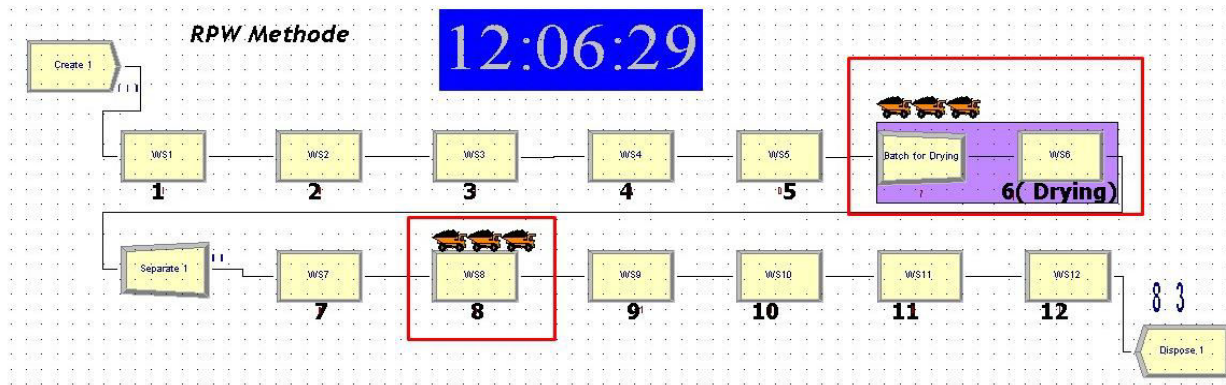 RPW Methode
12:06:29
Create 1
WS1
WS2
WS3
WS4
WS5
Batch for Drying
WS6
1
2
3
4
5
6( Drying)
Separate 1
WS7
WS8
WS9
WS10
WS11
WS12
7
8
9
10
11
12
8 3
Dispose 1